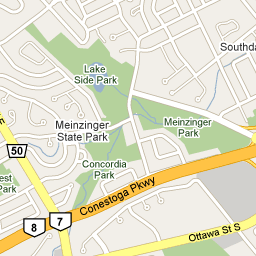 Southda
Lake
Side Park
Meinzinger
State Park
Meinzinger
Park
50
Concordia
Park
est
Park
Conestoga Pkwy
8
7
Ottawa St S